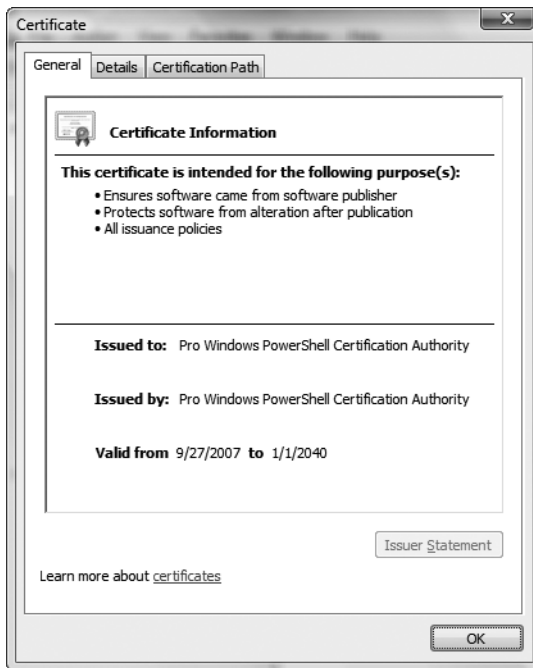 Certificate
General
Details
Certification Path
Certificate Information
This certificate is intended for the following purpose(s):
• Ensures software came from software publisher
• Protects software from alteration after publication
• All issuance policies
Issued to: Pro Windows PowerShell Certification Authority
Issued by: Pro Windows PowerShell Certification Authority
Valid from 9/27/2007 to 1/1/2040
Issuer Statement
Learn more about certificates
OK